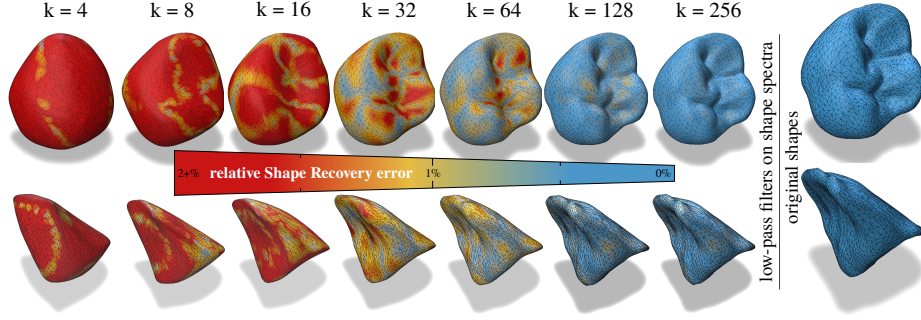 k = 4 k = 8 k = 16 k = 32 k = 64 k = 128 k = 256
2+% relative Shape Recovery error 1% 0%
low-pass filters on shape spectra
original shapes